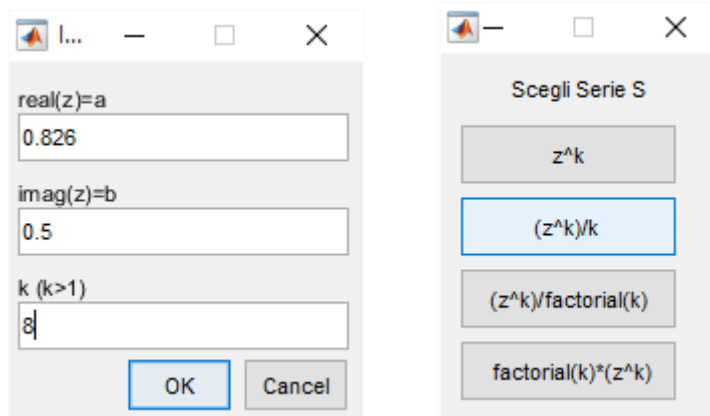 I...
real(z)=a
0.826
imag(z)=b
0.5
k (k>1)
8
OK
Cancel
Scegli Serie S
z^k
(z^k)/k
(z^k)/factorial(k)
factorial(k)*(z^k)